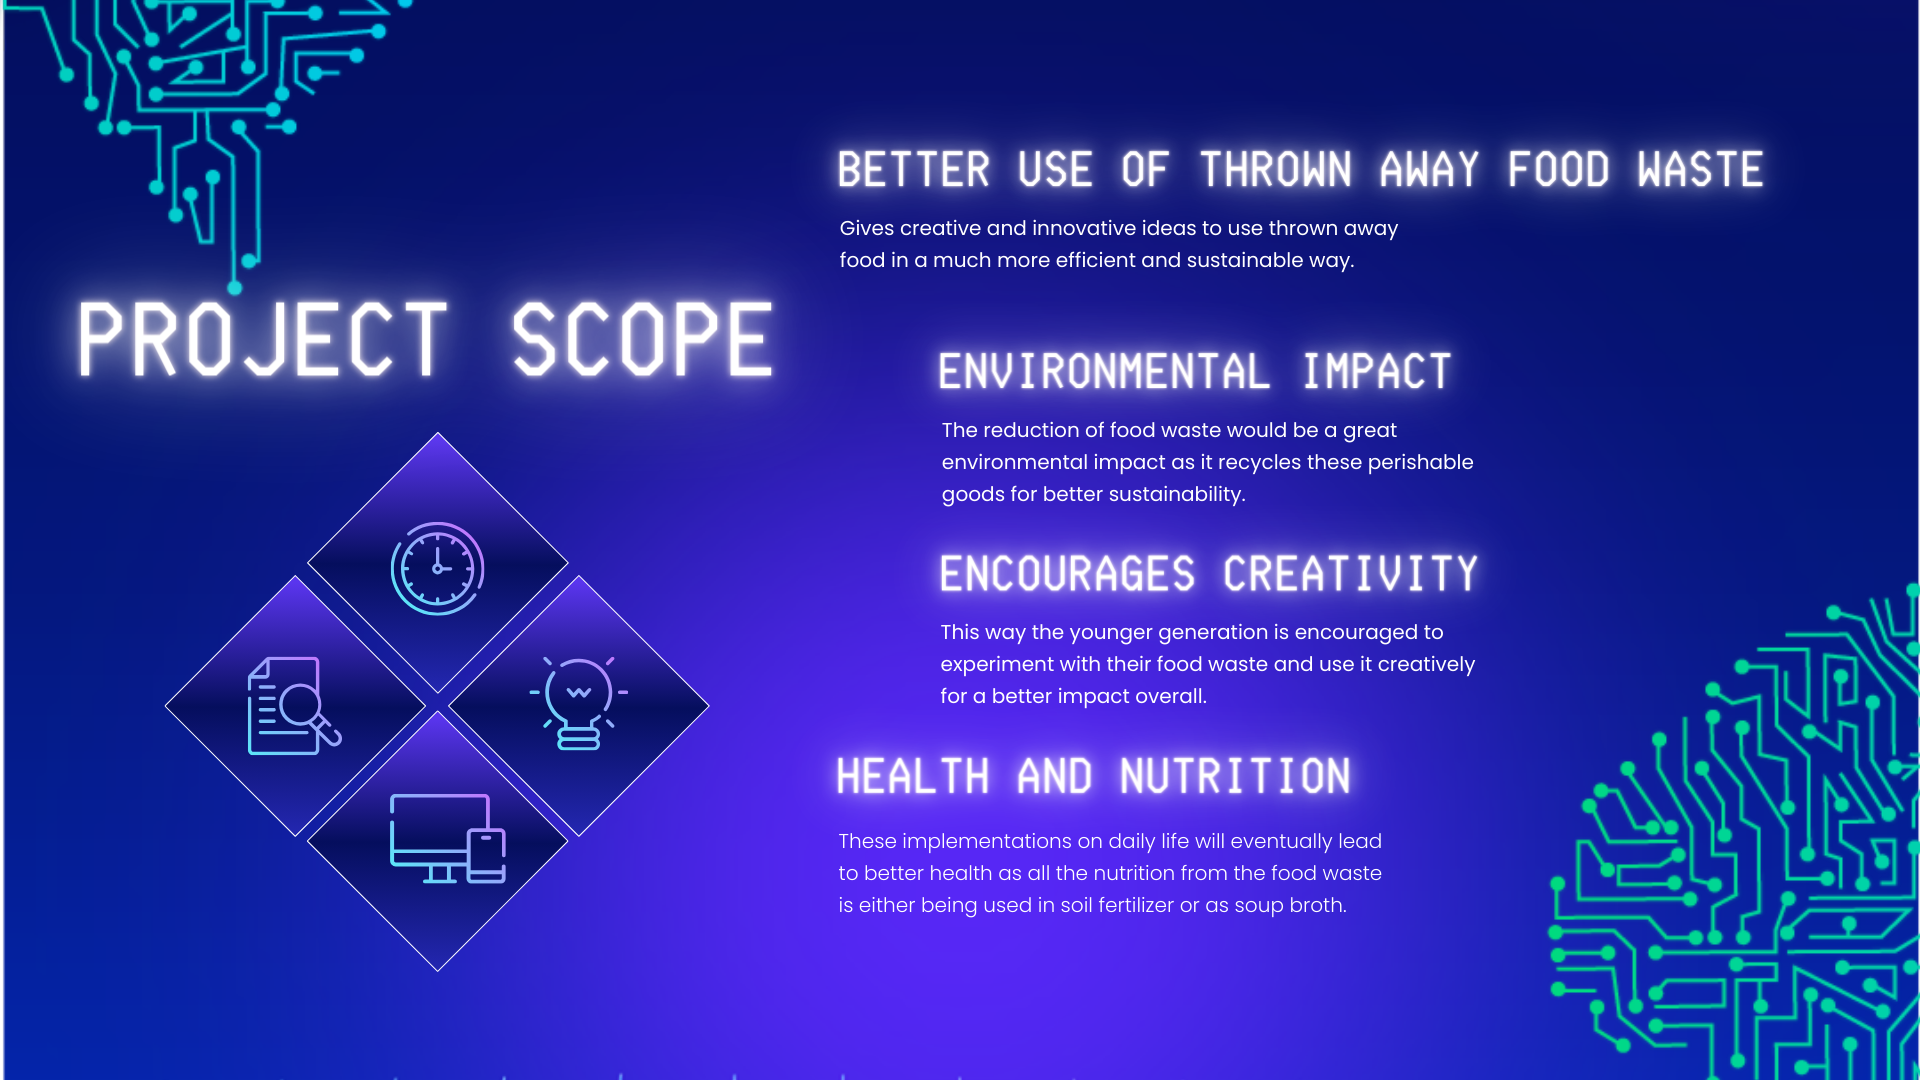 PROJECT SCOPE
BETTER USE OF THROWN AWAY FOOD WASTE
Gives creative and innovative ideas to use thrown away
food in a much more efficient and sustainable way.
ENVIRONMENTAL IMPACT
The reduction of food waste would be a great
environmental impact as it recycles these perishable
goods for better sustainability.
ENCOURAGES CREATIVITY
This way the younger generation is encouraged to
experiment with their food waste and use it creatively
for a better impact overall.
HEALTH AND NUTRITION
These implementations on daily life will eventually lead
to better health as all the nutrition from the food waste
is either being used in soil fertilizer or as soup broth.